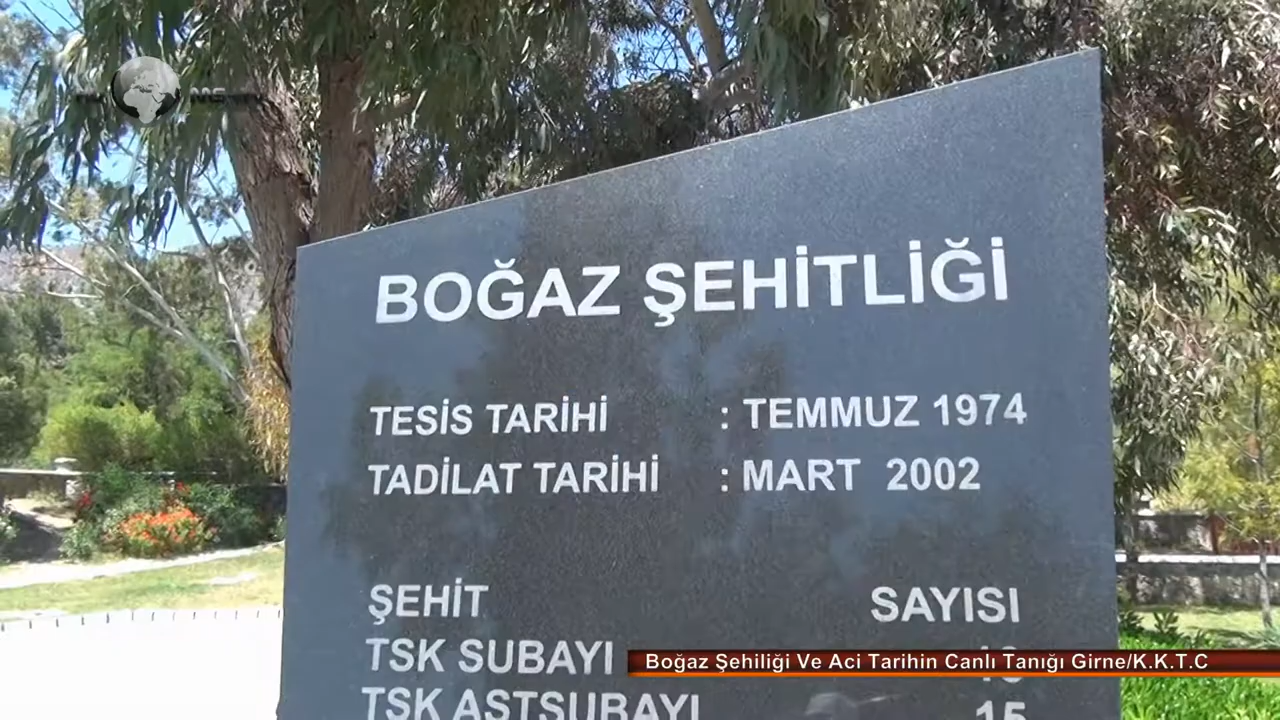 BOĞAZ ŞEHİTLİĞİ
TESİS TARİHİ : TEMMUZ 1974
TADİLAT TARİHİ : MART 2002
ŞEHİT SAYISI
TSK SUBAYI
TSK ASTSUBAYI 15
Boğaz Şehiliği Ve Aci Tarihin Canlı Tanığı Girne/K.K.T.C